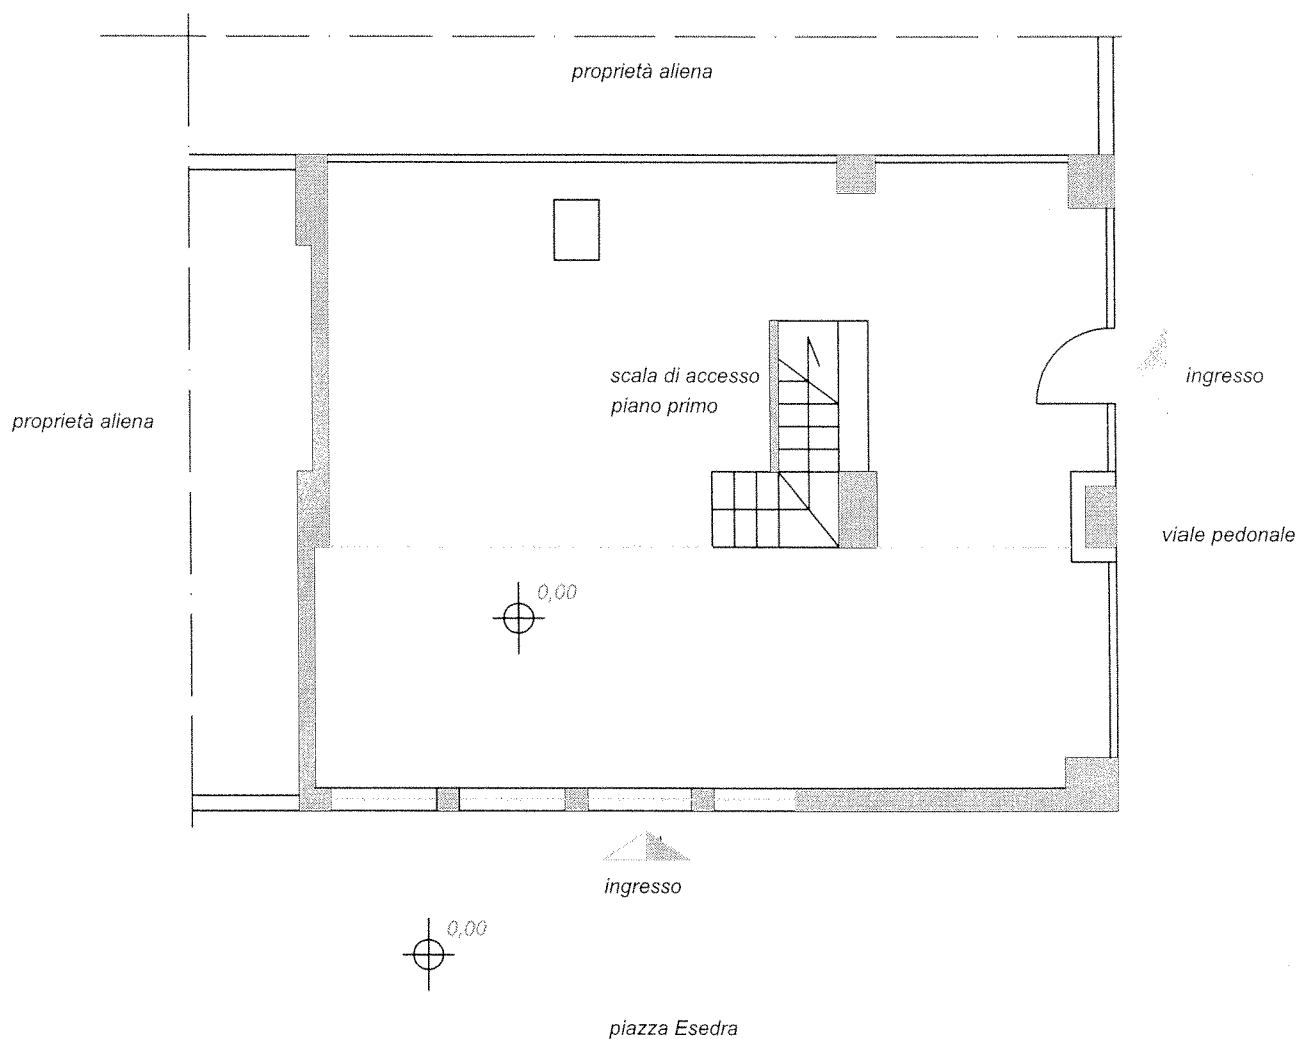 proprietà aliena
scala di accesso
piano primo
ingresso
proprietà aliena
viale pedonale
0,00
ingresso
0,00
piazza Esedra